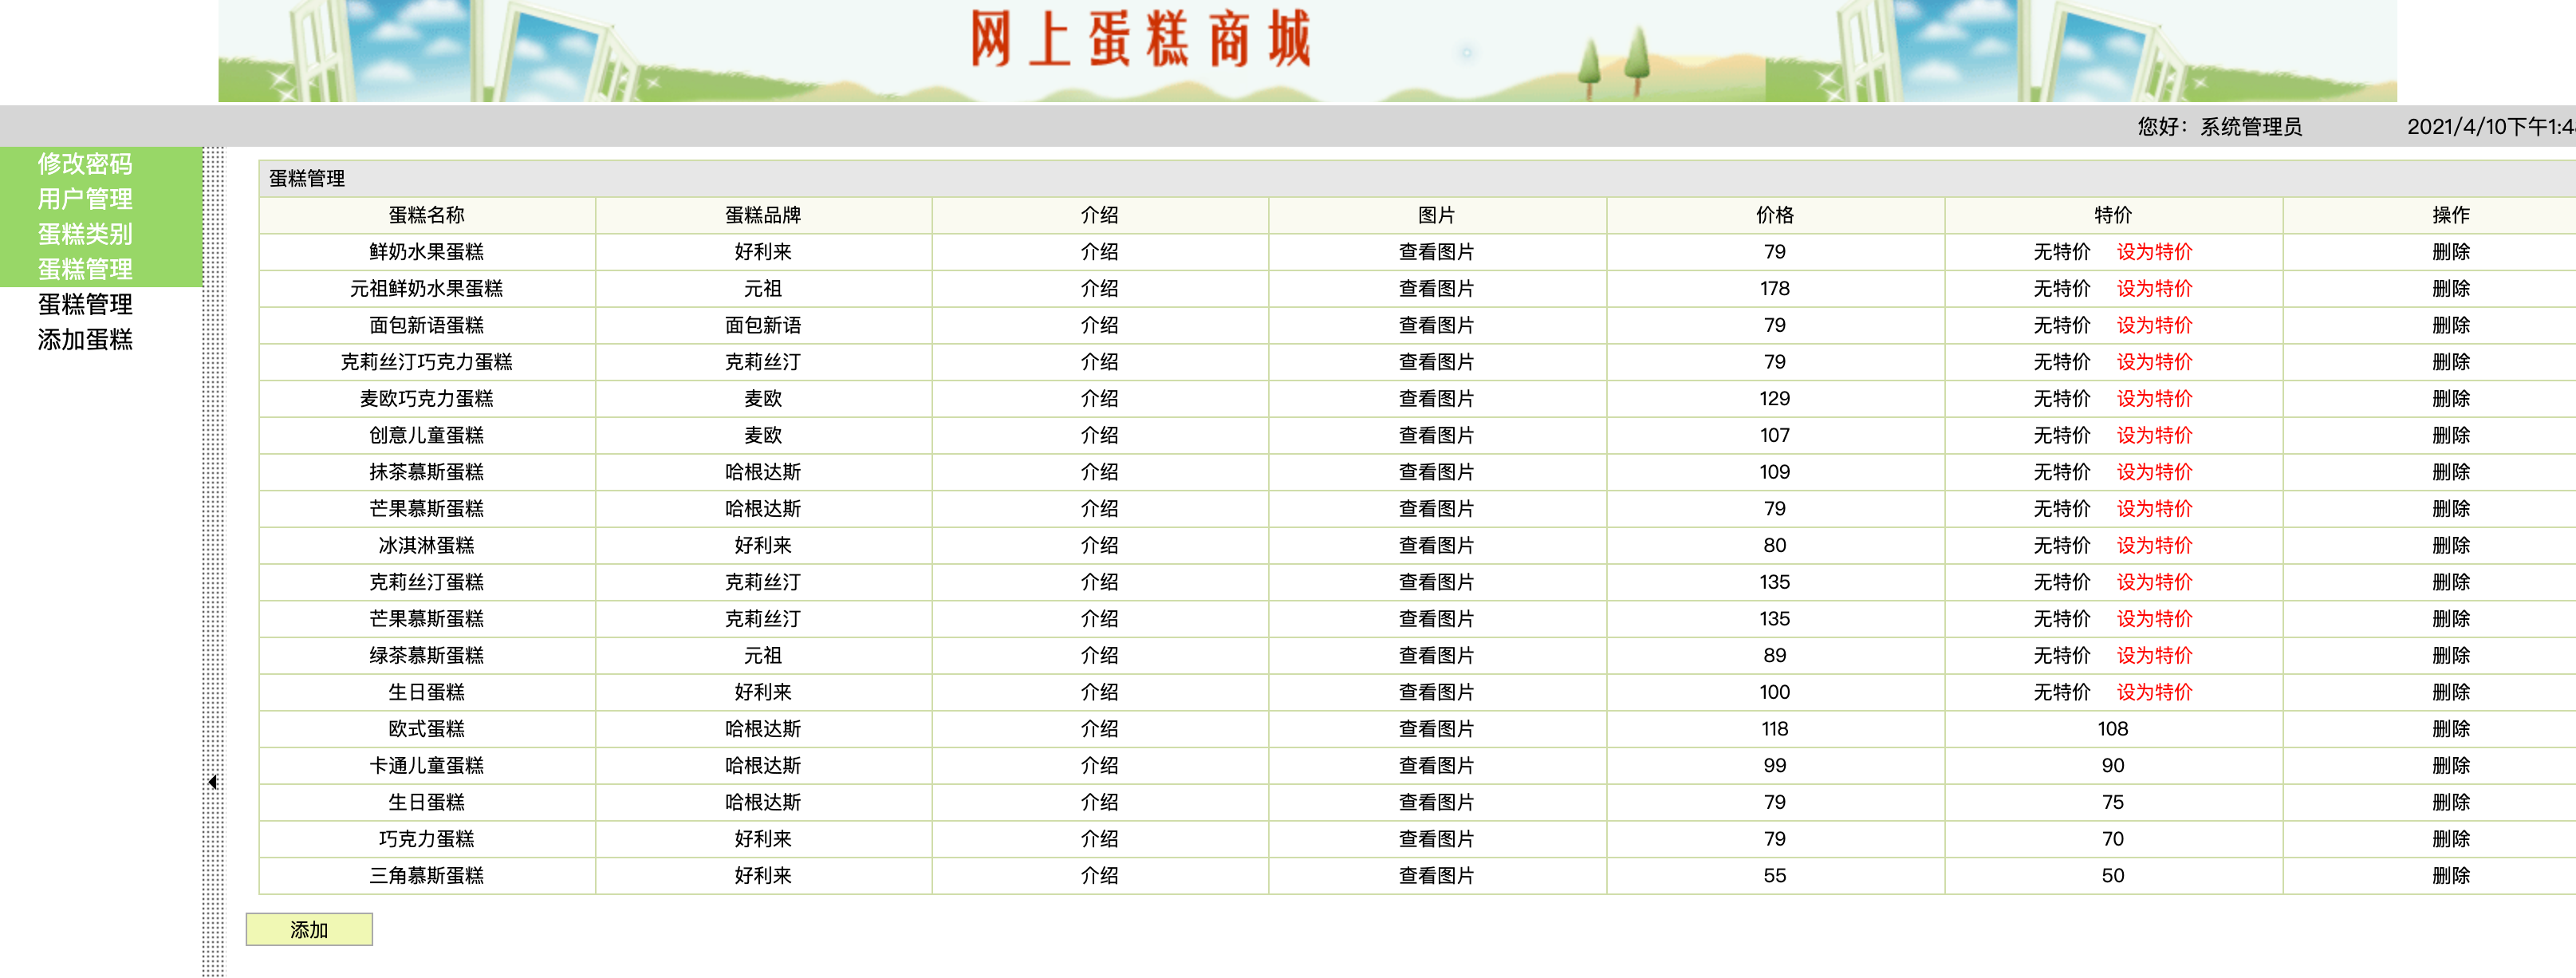 网上蛋糕商城
您好：系统管理员 2021/4/10下午1:4
修改密码
用户管理
蛋糕类别
蛋糕管理
蛋糕管理
添加蛋糕
蛋糕管理
蛋糕名称 蛋糕品牌 介绍 图片 价格 特价 操作
鲜奶水果蛋糕 好利来 介绍 查看图片 79 无特价 设为特价 删除
元祖鲜奶水果蛋糕 元祖 介绍 查看图片 178 无特价 设为特价 删除
面包新语蛋糕 面包新语 介绍 查看图片 79 无特价 设为特价 删除
克莉丝汀巧克力蛋糕 克莉丝汀 介绍 查看图片 79 无特价 设为特价 删除
麦欧巧克力蛋糕 麦欧 介绍 查看图片 129 无特价 设为特价 删除
创意儿童蛋糕 麦欧 介绍 查看图片 107 无特价 设为特价 删除
抹茶慕斯蛋糕 哈根达斯 介绍 查看图片 109 无特价 设为特价 删除
芒果慕斯蛋糕 哈根达斯 介绍 查看图片 79 无特价 设为特价 删除
冰淇淋蛋糕 好利来 介绍 查看图片 80 无特价 设为特价 删除
克莉丝汀蛋糕 克莉丝汀 介绍 查看图片 135 无特价 设为特价 删除
芒果慕斯蛋糕 克莉丝汀 介绍 查看图片 135 无特价 设为特价 删除
绿茶慕斯蛋糕 元祖 介绍 查看图片 89 无特价 设为特价 删除
生日蛋糕 好利来 介绍 查看图片 100 无特价 设为特价 删除
欧式蛋糕 哈根达斯 介绍 查看图片 118 108 删除
卡通儿童蛋糕 哈根达斯 介绍 查看图片 99 90 删除
生日蛋糕 哈根达斯 介绍 查看图片 79 75 删除
巧克力蛋糕 好利来 介绍 查看图片 79 70 删除
三角慕斯蛋糕 好利来 介绍 查看图片 55 50 删除
添加